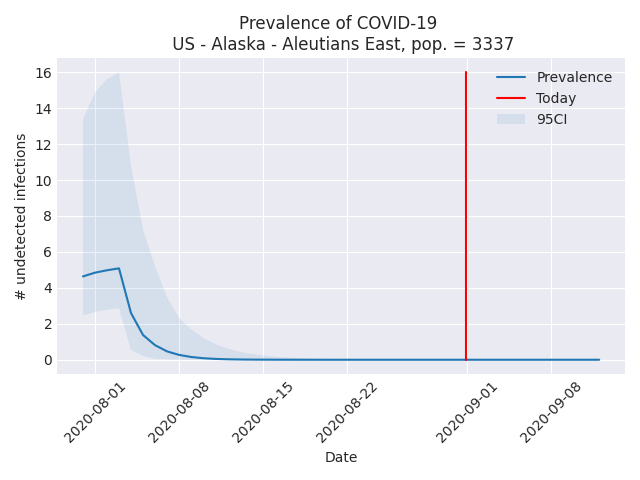 Prevalence of COVID-19
US - Alaska - Aleutians East, pop. = 3337
16
14
12
10
8
6
4
2
0
# undetected infections
Prevalence
Today
95CI
2020-08-01
2020-08-08
2020-08-15
2020-08-22
2020-09-01
2020-09-08
Date